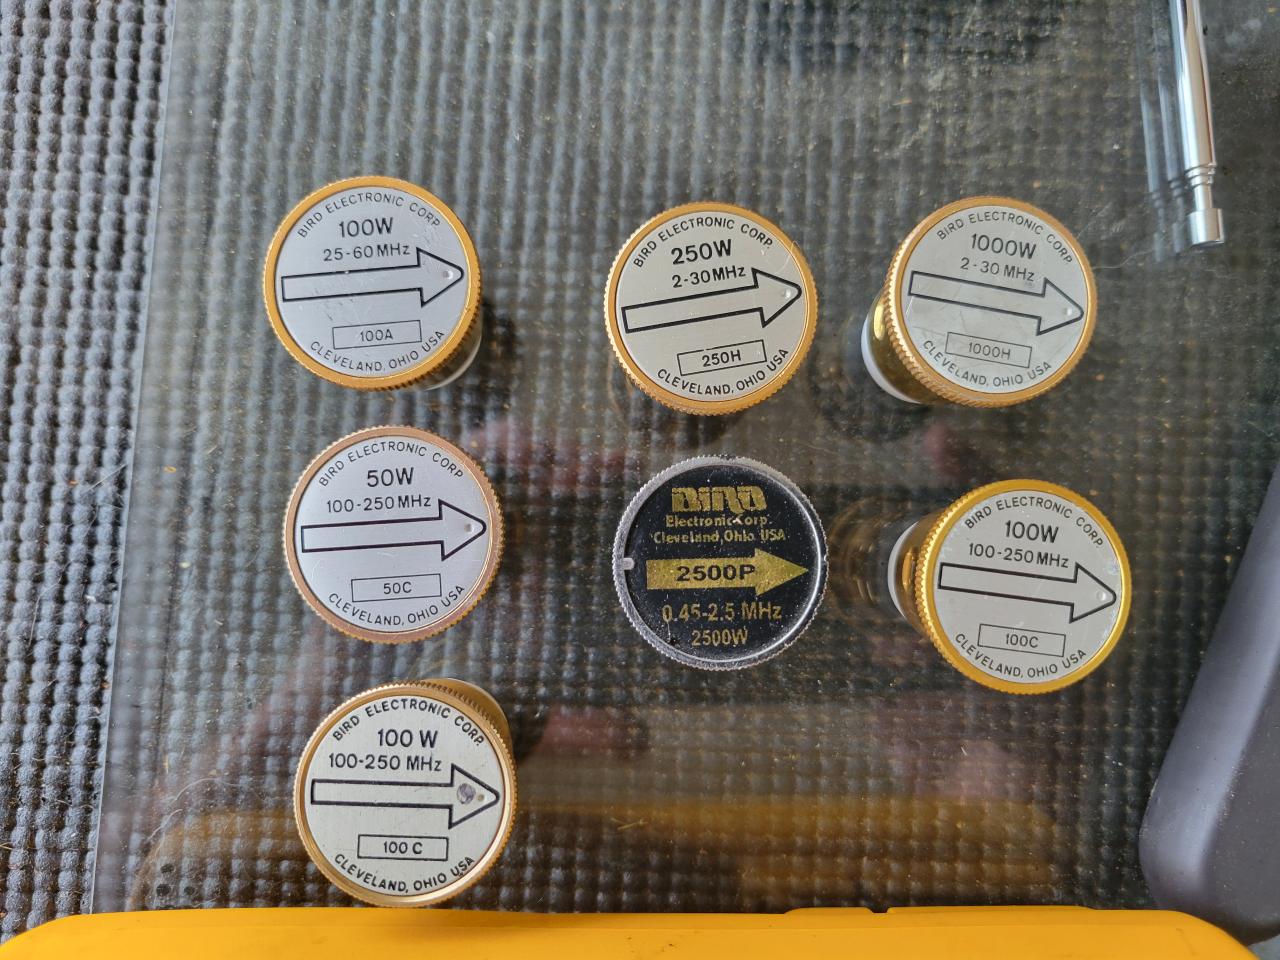 BIRD ELECTRONIC CORP.
100W
25-60 MHz
100A
CLEVELAND, OHIO USA
BIRD ELECTRONIC CORP.
250W
2-30 MHz
250H
CLEVELAND, OHIO USA
BIRD ELECTRONIC CORP.
1000W
2-30 MHz
1000H
CLEVELAND, OHIO USA
BIRD ELECTRONIC CORP.
50W
100-250 MHz
50C
CLEVELAND, OHIO USA
BIRD
Electronic Corp
Cleveland, Ohio USA
2500P
0.45-2.5 MHz
2500W
BIRD ELECTRONIC CORP.
100W
100-250 MHz
100C
CLEVELAND, OHIO USA
BIRD ELECTRONIC CORP.
100 W
100-250 MHz
100 C
CLEVELAND, OHIO USA